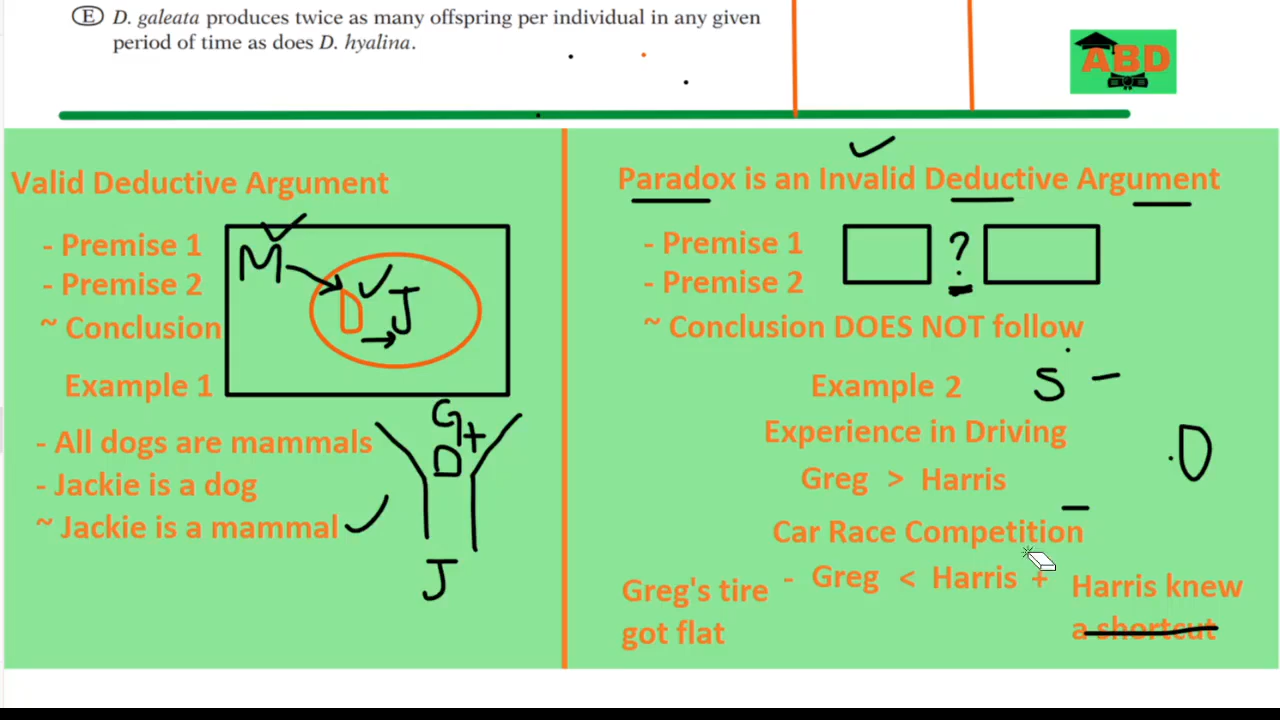 E D. galeata produces twice as many offspring per individual in any given
period of time as does D. hyalina.
ABD
Valid Deductive Argument
- Premise 1
- Premise 2
~ Conclusion
M
D
J
Example 1
- All dogs are mammals
- Jackie is a dog
~ Jackie is a mammal
G+
D
J
Paradox is an Invalid Deductive Argument
- Premise 1
- Premise 2
?
~ Conclusion DOES NOT follow
Example 2
S -
Experience in Driving
D
Greg > Harris
Car Race Competition
- Greg < Harris +
Greg's tire
got flat
Harris knew
a shortcut